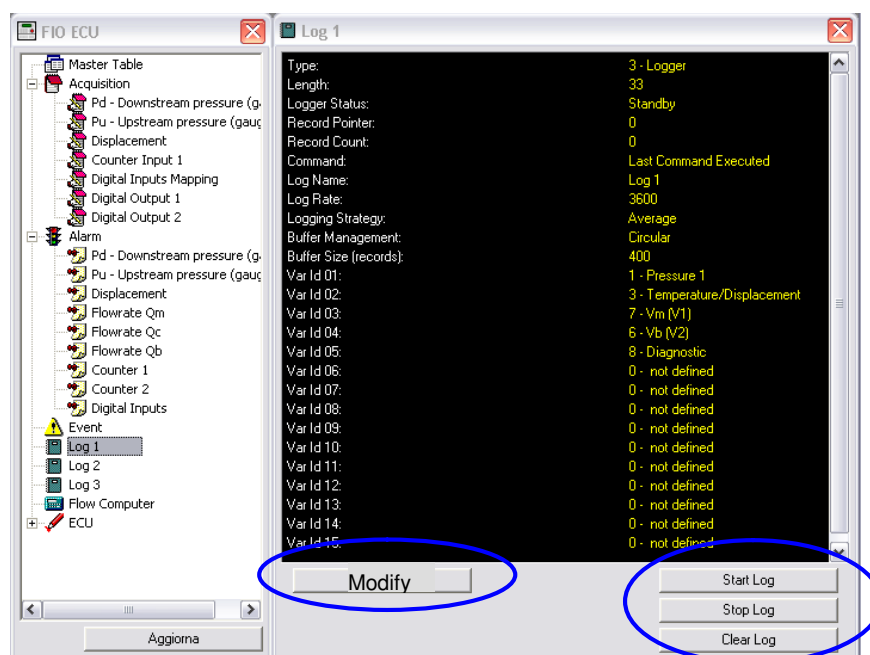 FIO ECU
Master Table
Acquisition
Pd - Downstream pressure (g
Pu - Upstream pressure (gaug
Displacement
Counter Input 1
Digital Inputs Mapping
Digital Output 1
Digital Output 2
Alarm
Pd - Downstream pressure (g
Pu - Upstream pressure (gaug
Displacement
Flowrate Qm
Flowrate Qc
Flowrate Qb
Counter 1
Counter 2
Digital Inputs
Event
Log 1
Log 2
Log 3
Flow Computer
ECU
Aggiorna
Log 1
Type: 3 - Logger
Length: 33
Logger Status: Standby
Record Pointer: 0
Record Count: 0
Command: Last Command Executed
Log Name: Log 1
Log Rate: 3600
Logging Strategy: Average
Buffer Management: Circular
Buffer Size (records): 400
Var Id 01: 1 - Pressure 1
Var Id 02: 3 - Temperature/Displacement
Var Id 03: 7 - Vm (V1)
Var Id 04: 6 - Vb (V2)
Var Id 05: 8 - Diagnostic
Var Id 06: 0 - not defined
Var Id 07: 0 - not defined
Var Id 08: 0 - not defined
Var Id 09: 0 - not defined
Var Id 10: 0 - not defined
Var Id 11: 0 - not defined
Var Id 12: 0 - not defined
Var Id 13: 0 - not defined
Var Id 14: 0 - not defined
Var Id 15: 0 - not defined
Modify
Start Log
Stop Log
Clear Log